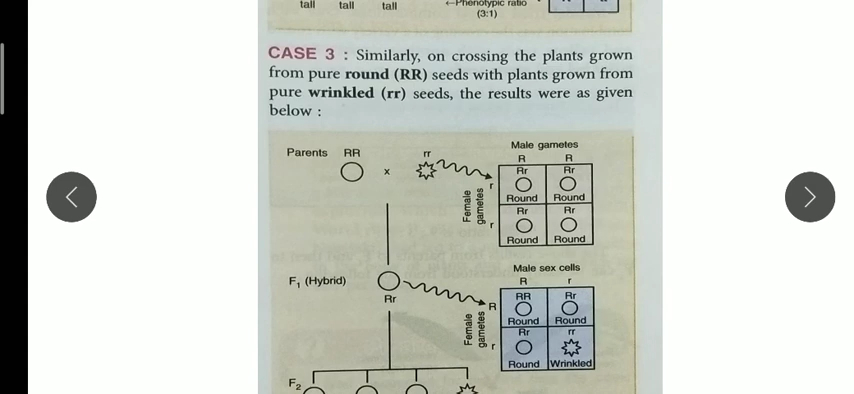 tall tall tall
←Phenotypic ratio
(3:1)
CASE 3 : Similarly, on crossing the plants grown
from pure round (RR) seeds with plants grown from
pure wrinkled (rr) seeds, the results were as given
below :
Male gametes
Parents RR rr R R
x
Rr Rr
r
Round Round
Female
gametes
Rr Rr
r
Round Round
Male sex cells
F₁ (Hybrid) R r
Rr
RR Rr
R
Round Round
Female
gametes
Rr rr
r
Round Wrinkled
F₂